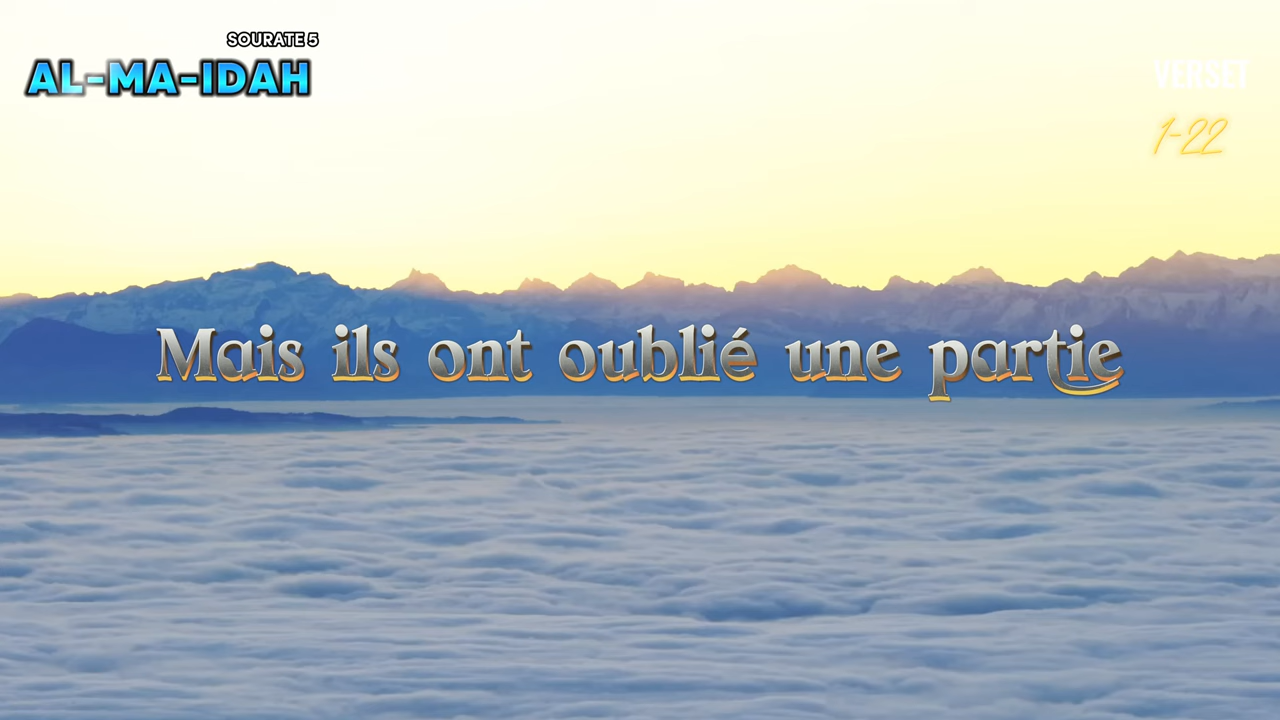 SOURATE 5
AL-MA-IDAH
VERSET
1-22
Mais ils ont oublié une partie